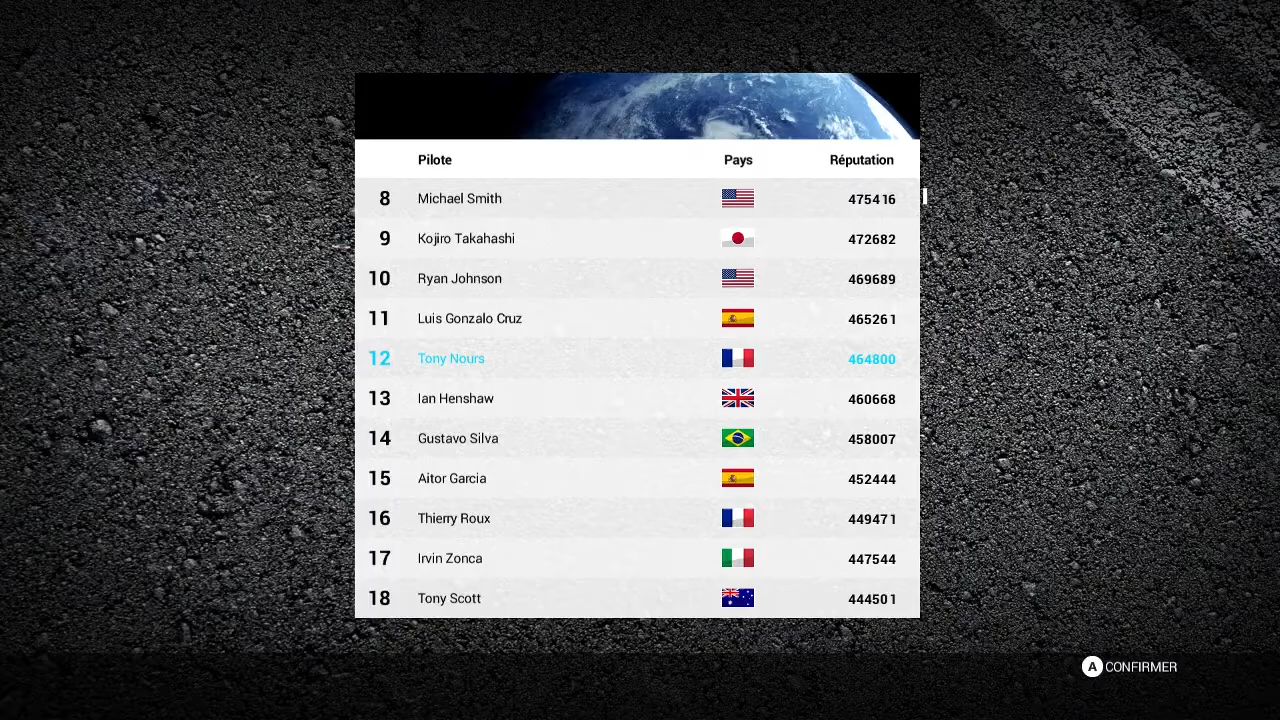 Pilote Pays Réputation
8 Michael Smith 475416
9 Kojiro Takahashi 472682
10 Ryan Johnson 469689
11 Luis Gonzalo Cruz 465261
12 Tony Nours 464800
13 Ian Henshaw 460668
14 Gustavo Silva 458007
15 Aitor Garcia 452444
16 Thierry Roux 449471
17 Irvin Zonca 447544
18 Tony Scott 444501
A CONFIRMER